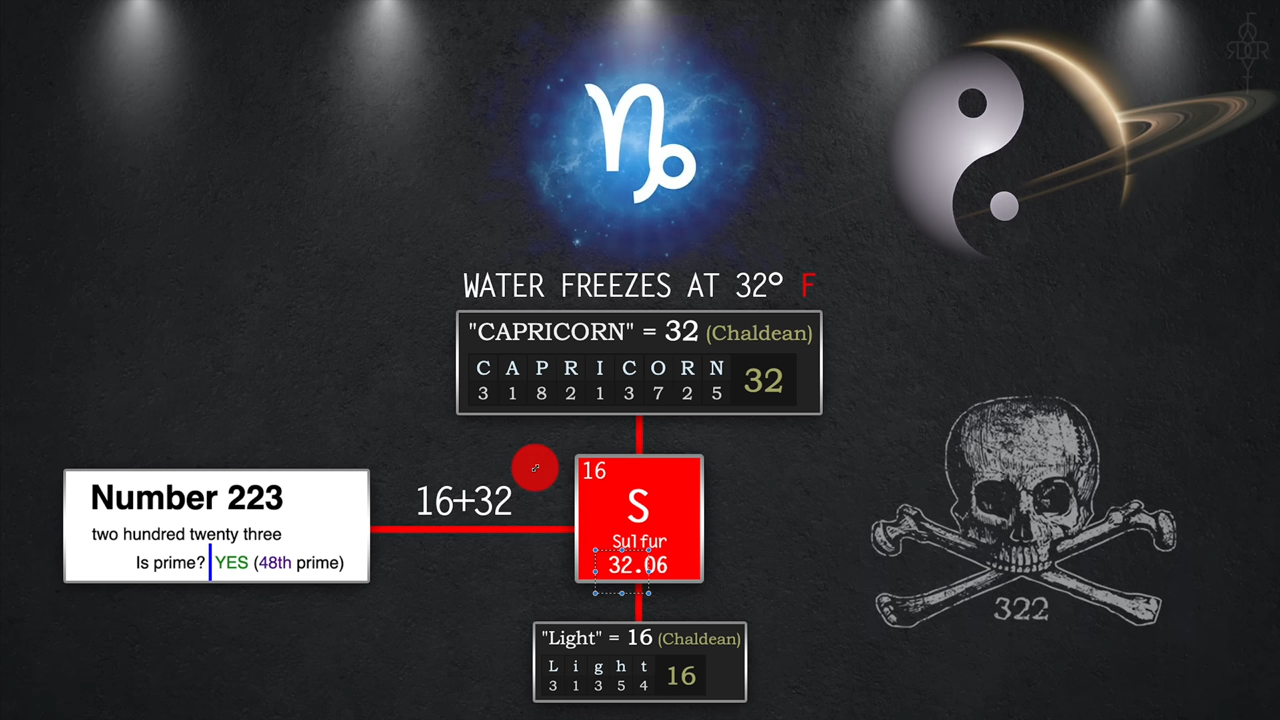 WATER FREEZES AT 32º F
"CAPRICORN" = 32 (Chaldean)
C A P R I C O R N
3 1 8 2 1 3 7 2 5
32
Number 223
two hundred twenty three
Is prime? YES (48th prime)
16+32
16
S
Sulfur
32.06
322
"Light" = 16 (Chaldean)
L i g h t
3 1 3 5 4
16